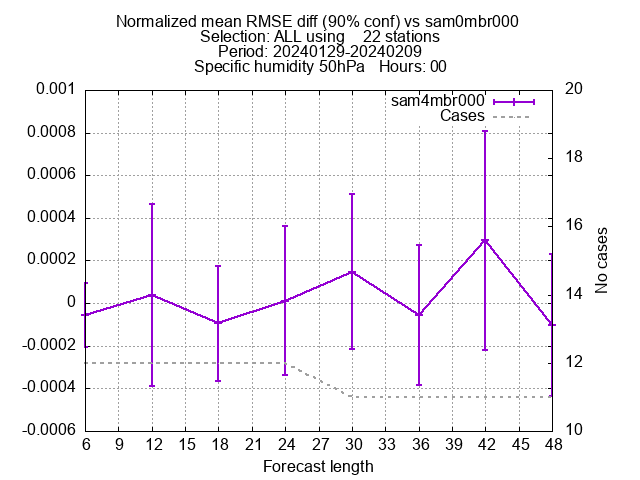 Normalized mean RMSE diff (90% conf) vs sam0mbr000
Selection: ALL using    22 stations
Period: 20240129-20240209
Specific humidity 50hPa   Hours: 00
sam4mbr000
Cases
0.001
0.0008
0.0006
0.0004
0.0002
0
-0.0002
-0.0004
-0.0006
20
18
16
14
12
10
No cases
6 9 12 15 18 21 24 27 30 33 36 39 42 45 48
Forecast length